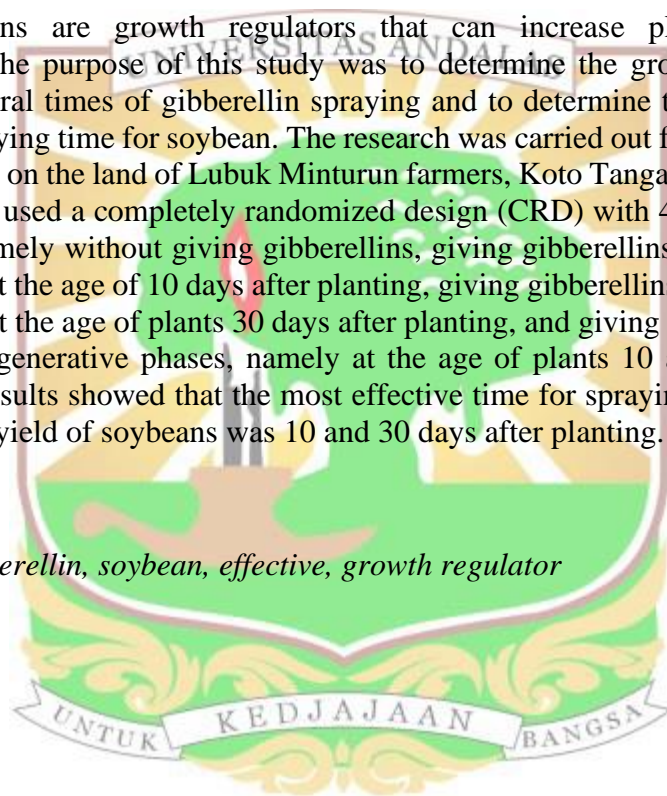 ns are growth regulators that can increase pl
UNIVERSITAS ANDALAS
he purpose of this study was to determine the gro
ral times of gibberellin spraying and to determine t
ying time for soybean. The research was carried out f
on the land of Lubuk Minturun farmers, Koto Tanga
used a completely randomized design (CRD) with 4
mely without giving gibberellins, giving gibberellins
t the age of 10 days after planting, giving gibberellin
t the age of plants 30 days after planting, and giving
generative phases, namely at the age of plants 10
sults showed that the most effective time for sprayin
yield of soybeans was 10 and 30 days after planting.
erellin, soybean, effective, growth regulator
UNTUK KEDJAJAAN BANGSA